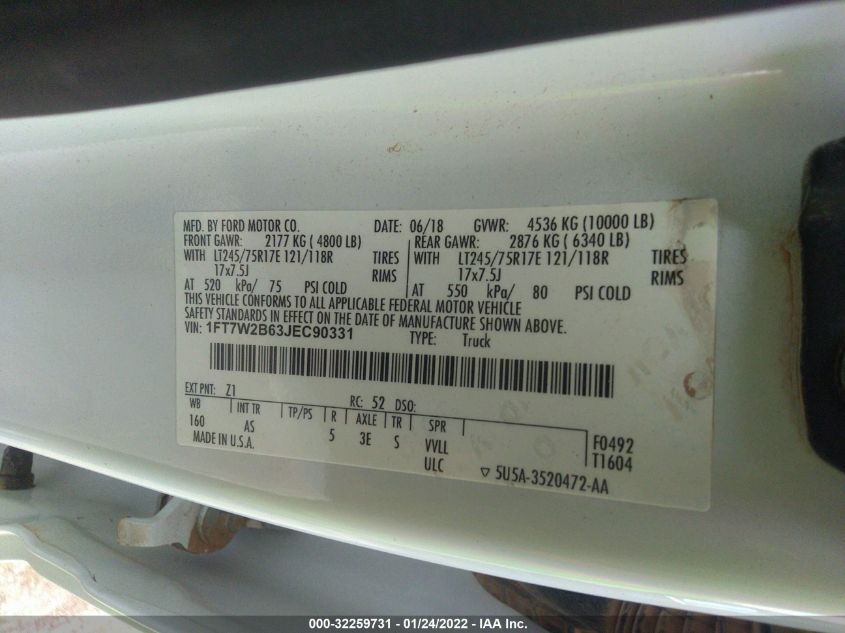 MFD. BY FORD MOTOR CO. DATE: 06/18 GVWR: 4536 KG (10000 LB)
FRONT GAWR: 2177 KG ( 4800 LB) REAR GAWR: 2876 KG ( 6340 LB)
WITH LT245/75R17E 121/118R TIRES WITH LT245/75R17E 121/118R TIRES
17x7.5J RIMS 17x7.5J RIMS
AT 520 kPa/ 75 PSI COLD AT 550 kPa/ 80 PSI COLD
THIS VEHICLE CONFORMS TO ALL APPLICABLE FEDERAL MOTOR VEHICLE
SAFETY STANDARDS IN EFFECT ON THE DATE OF MANUFACTURE SHOWN ABOVE.
VIN: 1FT7W2B63JEC90331 TYPE: Truck
EXT PNT: Z1 RC: 52 DSO:
WB INT TR TP/PS R AXLE TR SPR
160 AS 5 3E S VVLL F0492
MADE IN U.S.A. ULC T1604
▽ 5U5A-3520472-AA
000-32259731 - 01/24/2022 - IAA Inc.